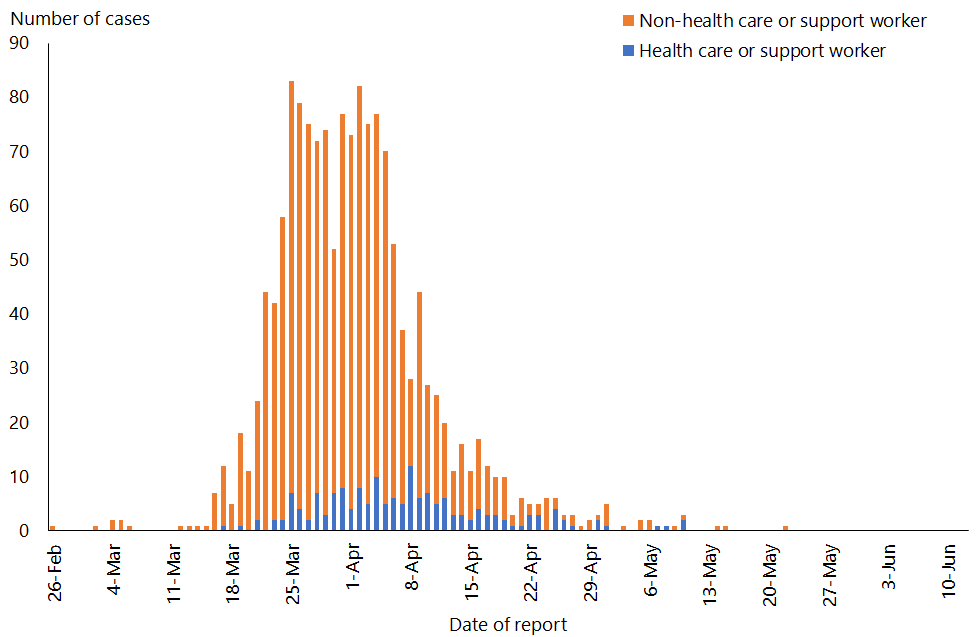 Number of cases
Non-health care or support worker
Health care or support worker
90
80
70
60
50
40
30
20
10
0
26-Feb
4-Mar
11-Mar
18-Mar
25-Mar
1-Apr
8-Apr
15-Apr
22-Apr
29-Apr
6-May
13-May
20-May
27-May
3-Jun
10-Jun
Date of report